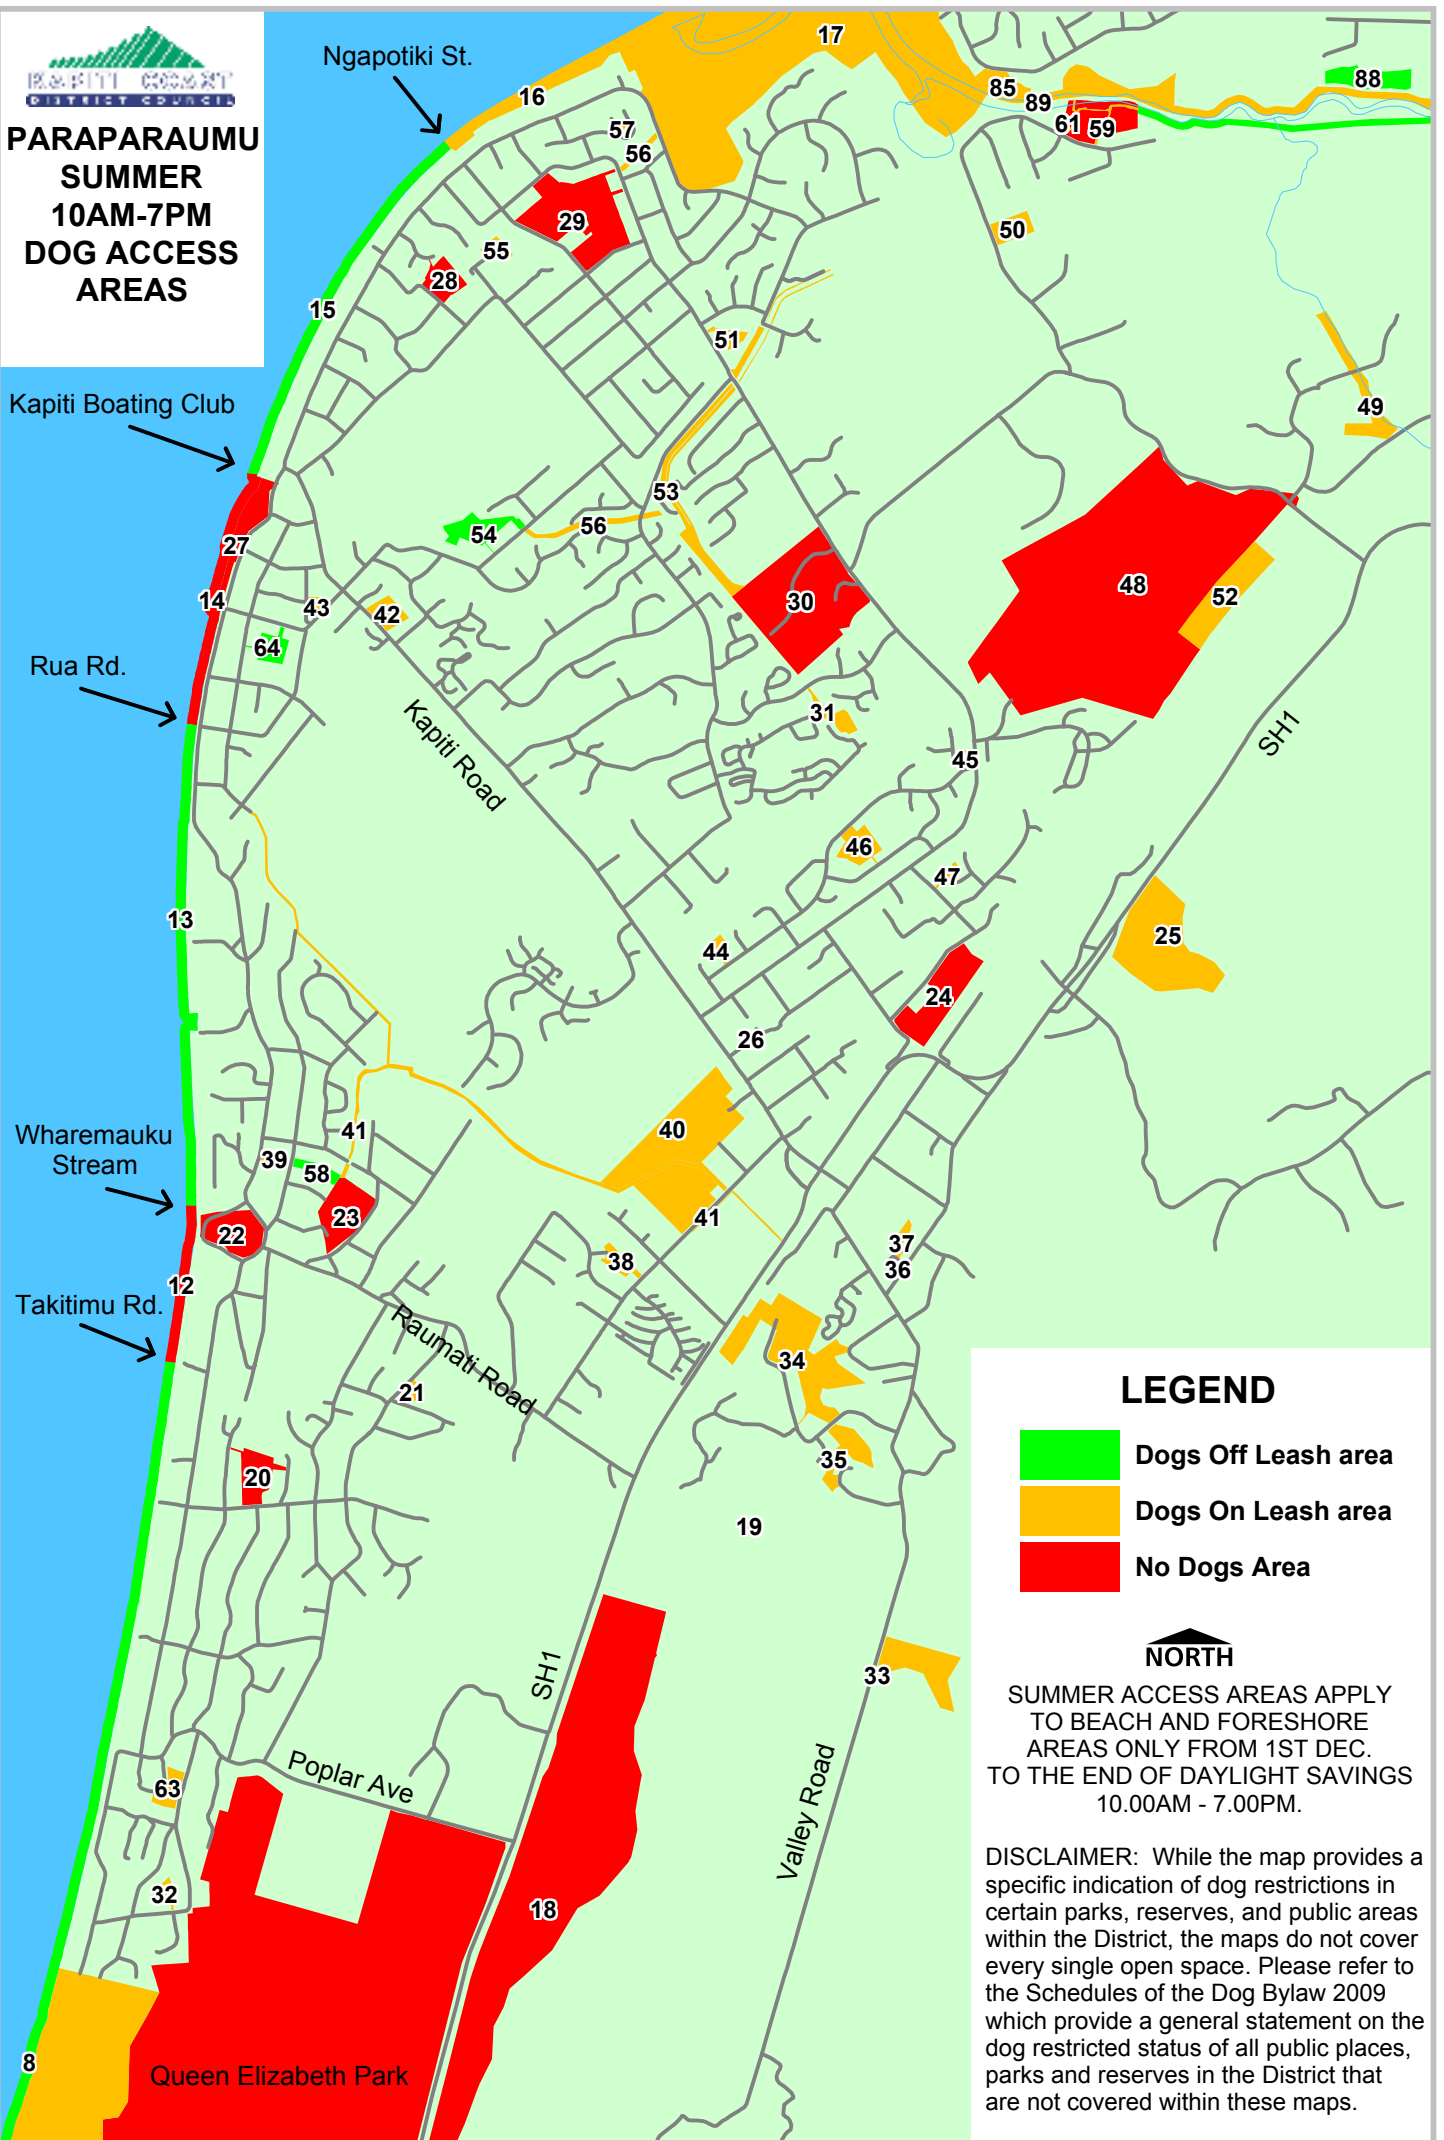 KAPITI COAST
DISTRICT COUNCIL
PARAPARAUMU
SUMMER
10AM-7PM
DOG ACCESS
AREAS
Ngapotiki St.
17
16
85
89
88
61
59
57
56
29
50
55
28
15
51
49
Kapiti Boating Club
53
54
56
27
48
14
43
42
30
52
64
Rua Rd.
31
Kapiti Road
SH1
45
46
47
13
44
25
24
26
Wharemauku
Stream
41
40
39
58
23
22
41
37
38
36
12
Takitimu Rd.
Raumati Road
34
21
35
20
19
SH1
33
Poplar Ave
63
Valley Road
32
18
8
Queen Elizabeth Park
LEGEND
Dogs Off Leash area
Dogs On Leash area
No Dogs Area
NORTH
SUMMER ACCESS AREAS APPLY
TO BEACH AND FORESHORE
AREAS ONLY FROM 1ST DEC.
TO THE END OF DAYLIGHT SAVINGS
10.00AM - 7.00PM.
DISCLAIMER: While the map provides a
specific indication of dog restrictions in
certain parks, reserves, and public areas
within the District, the maps do not cover
every single open space. Please refer to
the Schedules of the Dog Bylaw 2009
which provide a general statement on the
dog restricted status of all public places,
parks and reserves in the District that
are not covered within these maps.